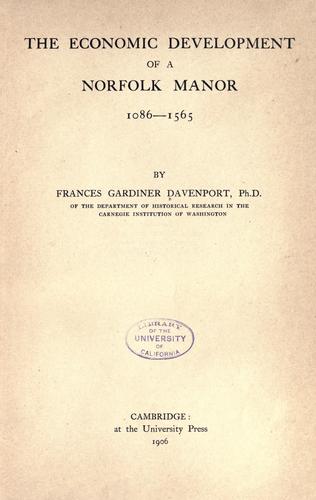 THE ECONOMIC DEVELOPMENT
OF A
NORFOLK MANOR
1086—1565
BY
FRANCES GARDINER DAVENPORT, Ph.D.
OF THE DEPARTMENT OF HISTORICAL RESEARCH IN THE
CARNEGIE INSTITUTION OF WASHINGTON
LIBRARY
OF THE
UNIVERSITY
OF
CALIFORNIA
CAMBRIDGE:
at the University Press
1906